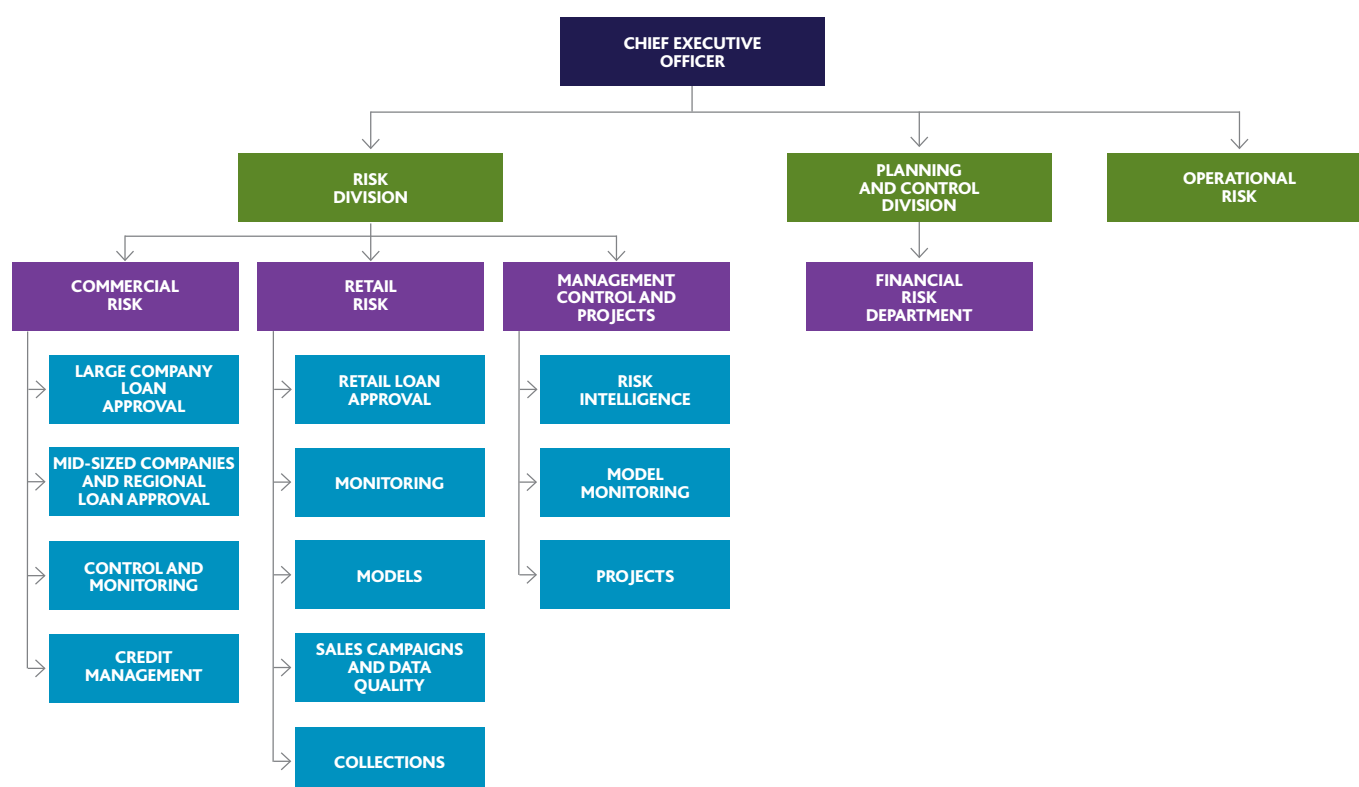 CHIEF EXECUTIVE
OFFICER
RISK
DIVISION
PLANNING
AND CONTROL
DIVISION
OPERATIONAL
RISK
COMMERCIAL
RISK
RETAIL
RISK
MANAGEMENT
CONTROL AND
PROJECTS
FINANCIAL
RISK
DEPARTMENT
LARGE COMPANY
LOAN
APPROVAL
RETAIL LOAN
APPROVAL
RISK
INTELLIGENCE
MID-SIZED COMPANIES
AND REGIONAL
LOAN APPROVAL
MONITORING
MODEL
MONITORING
CONTROL AND
MONITORING
MODELS
PROJECTS
CREDIT
MANAGEMENT
SALES CAMPAIGNS
AND DATA
QUALITY
COLLECTIONS